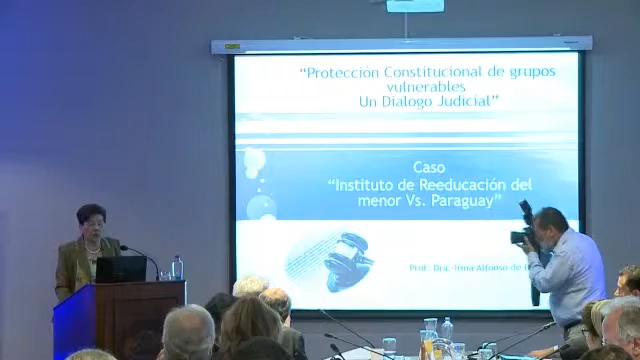 “Protección Constitucional de grupos
vulnerables
Un Dialogo Judicial”
Caso
“Instituto de Reeducación del
menor Vs. Paraguay”
Prof. Dra. Irma Alfonso de